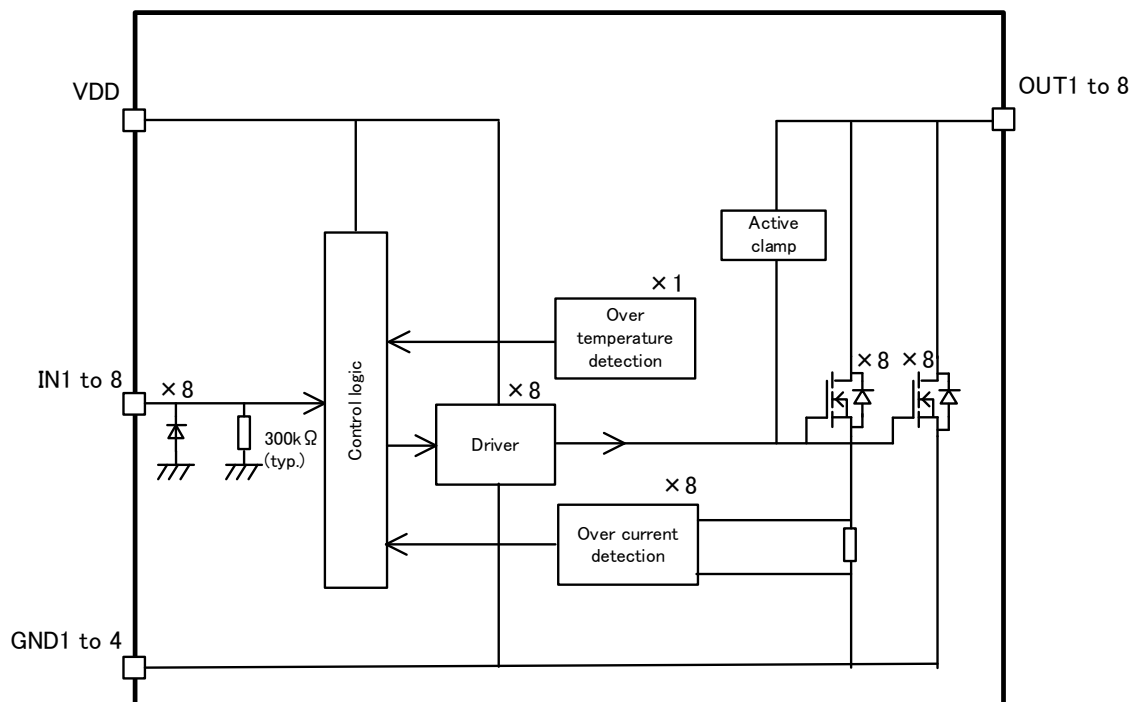 VDD
OUT1 to 8
Active
clamp
×1
Over
temperature
detection
×8
×8
IN1 to 8
×8
Control logic
×8
Driver
300kΩ
(typ.)
×8
Over current
detection
GND1 to 4